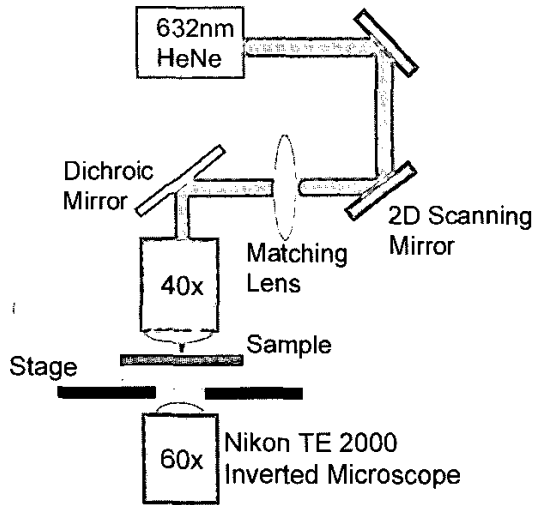 632nm
HeNe
Dichroic
Mirror
2D Scanning
Mirror
Matching
Lens
40x
Sample
Stage
60x
Nikon TE 2000
Inverted Microscope